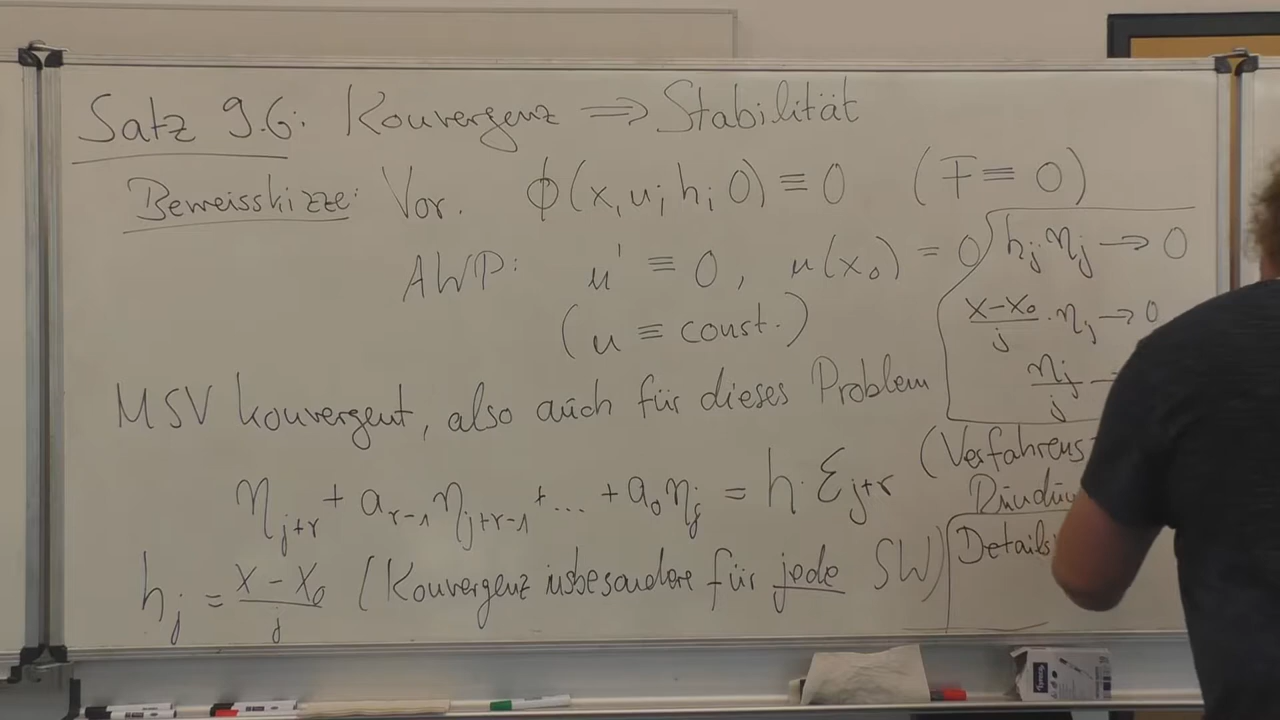 Satz 9.6: Konvergenz ⇒ Stabilität
Beweisskizze: Vor. ϕ(x,u;h;0) ≡ 0 (F ≡ 0)
AWP: u' ≡ 0, u(x₀) = 0
(u ≡ const.)
h_j η_j → 0
(x-x₀)/j · η_j → 0
η_j/j →
MSV konvergent, also auch für dieses Problem
η_{j+r} + a_{r-1} η_{j+r-1} + ... + a₀ η_j = h · ε_{j+r} (Verfahrens-
h_j = (x - x₀)/j (Konvergenz insbesondere für jede SW)
Details